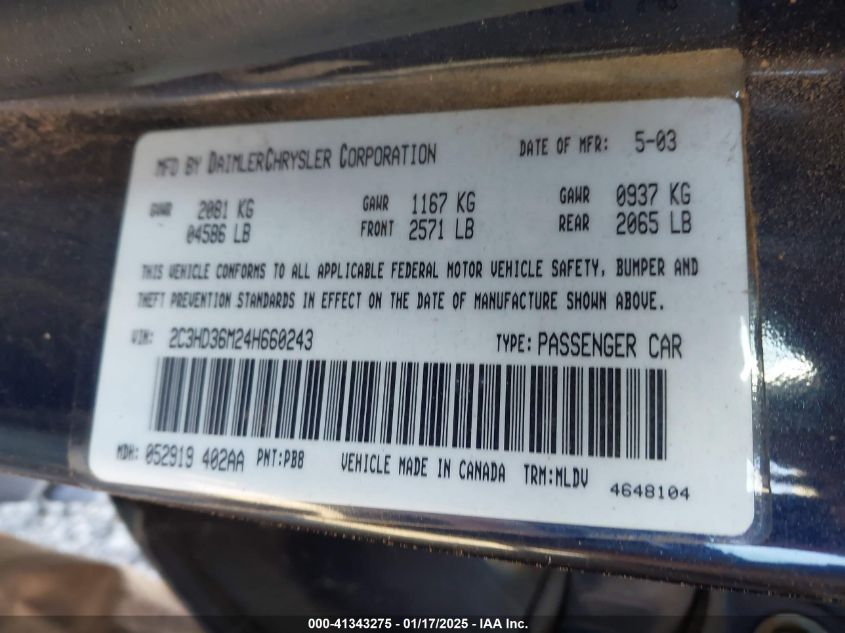 MFD BY DAIMLERCHRYSLER CORPORATION DATE OF MFR: 5-03
GVWR 2081 KG GAWR 1167 KG GAWR 0937 KG
04586 LB FRONT 2571 LB REAR 2065 LB
THIS VEHICLE CONFORMS TO ALL APPLICABLE FEDERAL MOTOR VEHICLE SAFETY, BUMPER AND
THEFT PREVENTION STANDARDS IN EFFECT ON THE DATE OF MANUFACTURE SHOWN ABOVE.
VIN: 2C3HD36M24H660243 TYPE: PASSENGER CAR
MDH: 052919 402AA PNT:PB8 VEHICLE MADE IN CANADA TRM:MLDV
4648104
000-41343275 - 01/17/2025 - IAA Inc.